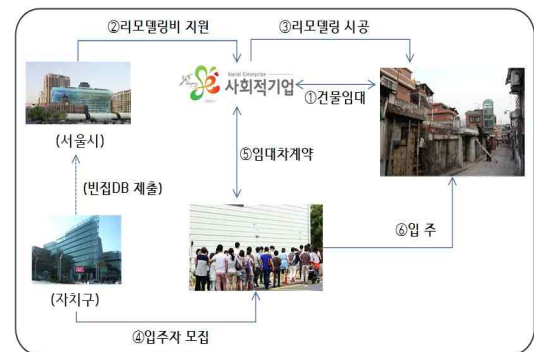 ②리모델링비 지원
③리모델링 시공
Social Enterprise
사회적기업
①건물임대
(서울시)
⑤임대차계약
(빈집DB 제출)
⑥입 주
(자치구)
④입주자 모집